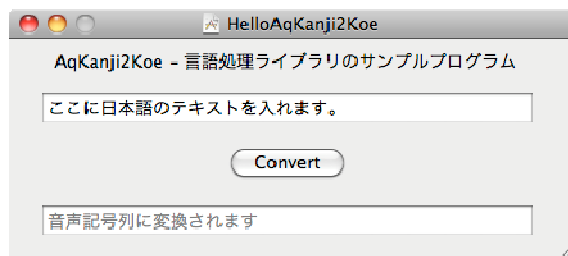 HelloAqKanji2Koe
AqKanji2Koe – 言語処理ライブラリのサンプルプログラム
ここに日本語のテキストを入れます。
Convert
音声記号列に変換されます